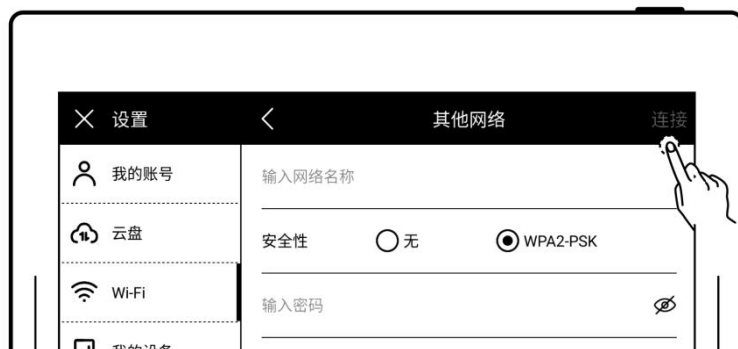 设置
其他网络
连接
我的账号
输入网络名称
云盘
安全性
无
WPA2-PSK
Wi-Fi
输入密码